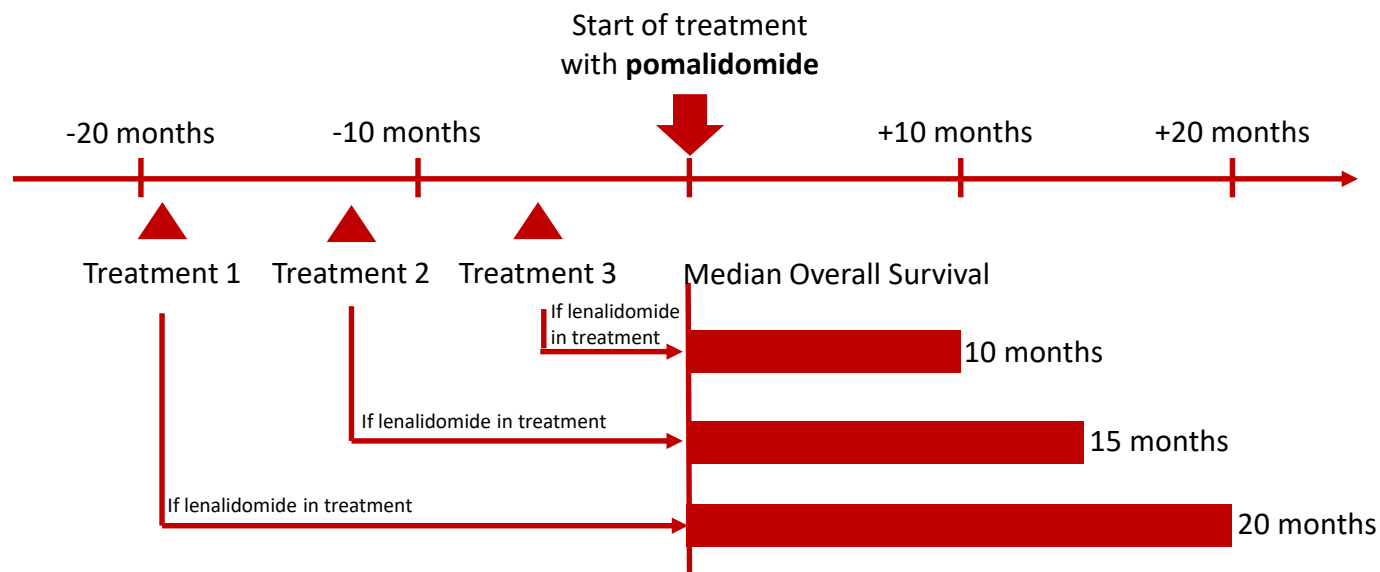 Start of treatment
with pomalidomide
-20 months
-10 months
+10 months
+20 months
Treatment 1
Treatment 2
Treatment 3
Median Overall Survival
If lenalidomide
in treatment
10 months
If lenalidomide in treatment
15 months
If lenalidomide in treatment
20 months